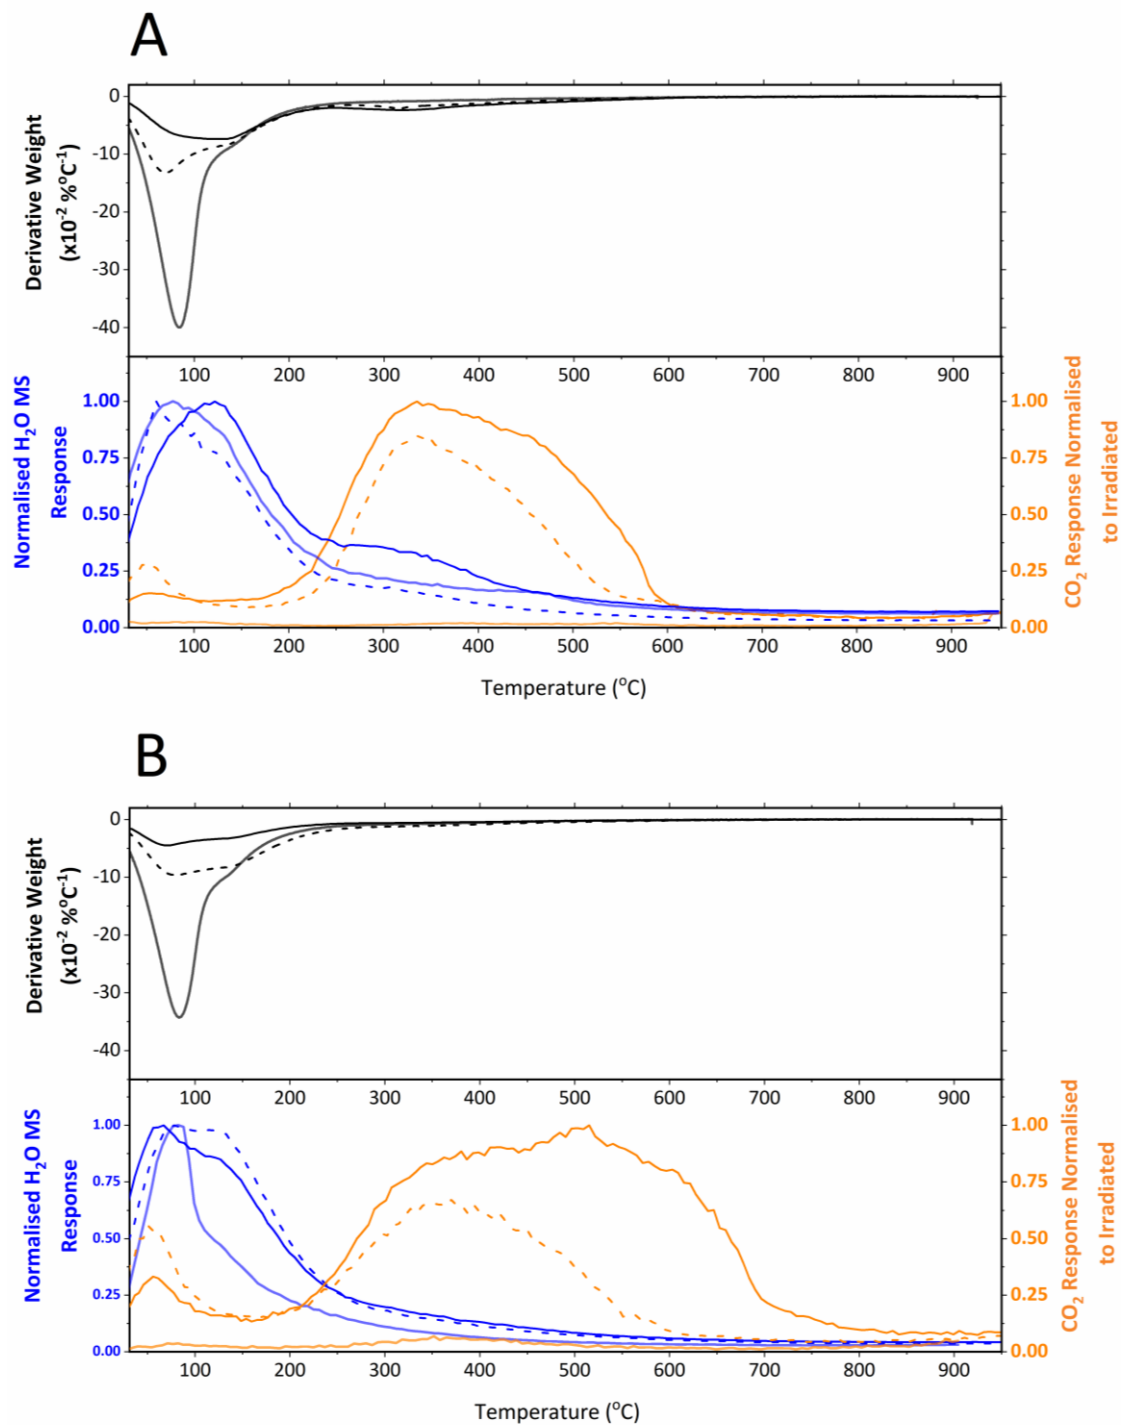 A
Derivative Weight
(x10⁻² %°C⁻¹)
0
-10
-20
-30
-40
100 200 300 400 500 600 700 800 900
Normalised H₂O MS
Response
1.00
0.75
0.50
0.25
0.00
1.00
0.75
0.50
0.25
0.00
CO₂ Response Normalised
to Irradiated
100 200 300 400 500 600 700 800 900
Temperature (°C)
B
Derivative Weight
(x10⁻² %°C⁻¹)
0
-10
-20
-30
-40
100 200 300 400 500 600 700 800 900
Normalised H₂O MS
Response
1.00
0.75
0.50
0.25
0.00
1.00
0.75
0.50
0.25
0.00
CO₂ Response Normalised
to Irradiated
100 200 300 400 500 600 700 800 900
Temperature (°C)